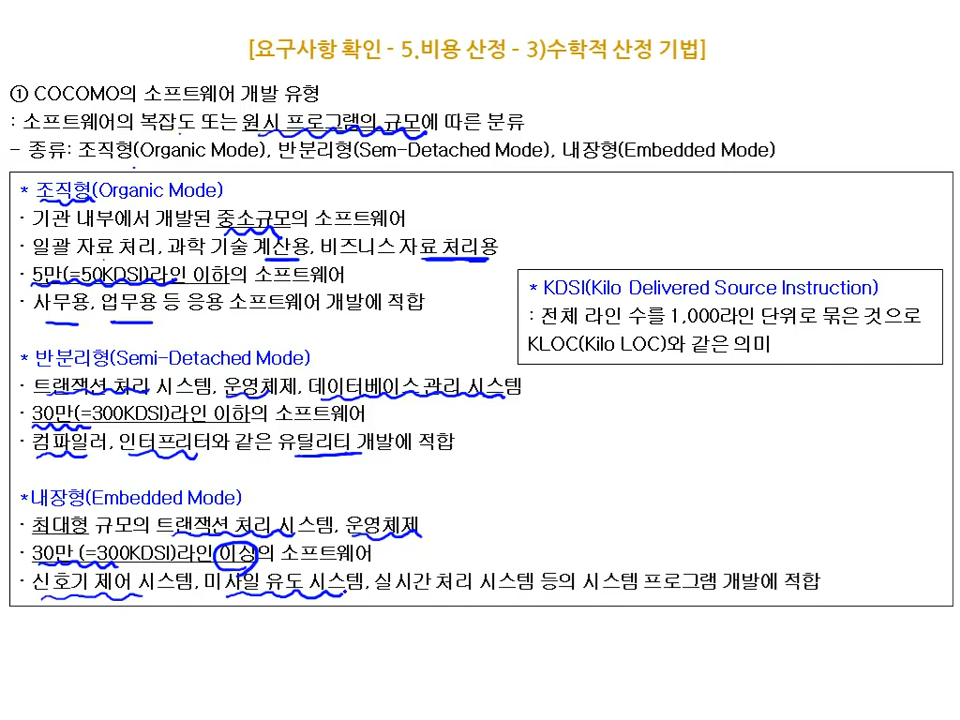 [요구사항 확인 - 5.비용 산정 - 3)수학적 산정 기법]
① COCOMO의 소프트웨어 개발 유형
: 소프트웨어의 복잡도 또는 원시 프로그램의 규모에 따른 분류
- 종류: 조직형(Organic Mode), 반분리형(Sem-Detached Mode), 내장형(Embedded Mode)
* 조직형(Organic Mode)
· 기관 내부에서 개발된 중소규모의 소프트웨어
· 일괄 자료 처리, 과학 기술 계산용, 비즈니스 자료 처리용
· 5만(=50KDSI)라인 이하의 소프트웨어
· 사무용, 업무용 등 응용 소프트웨어 개발에 적합
* KDSI(Kilo Delivered Source Instruction)
: 전체 라인 수를 1,000라인 단위로 묶은 것으로
KLOC(Kilo LOC)와 같은 의미
* 반분리형(Semi-Detached Mode)
· 트랜잭션 처리 시스템, 운영체제, 데이터베이스 관리 시스템
· 30만(=300KDSI)라인 이하의 소프트웨어
· 컴파일러, 인터프리터와 같은 유틸리티 개발에 적합
*내장형(Embedded Mode)
· 최대형 규모의 트랜잭션 처리 시스템, 운영체제
· 30만 (=300KDSI)라인 이상의 소프트웨어
· 신호기 제어 시스템, 미사일 유도 시스템, 실시간 처리 시스템 등의 시스템 프로그램 개발에 적합